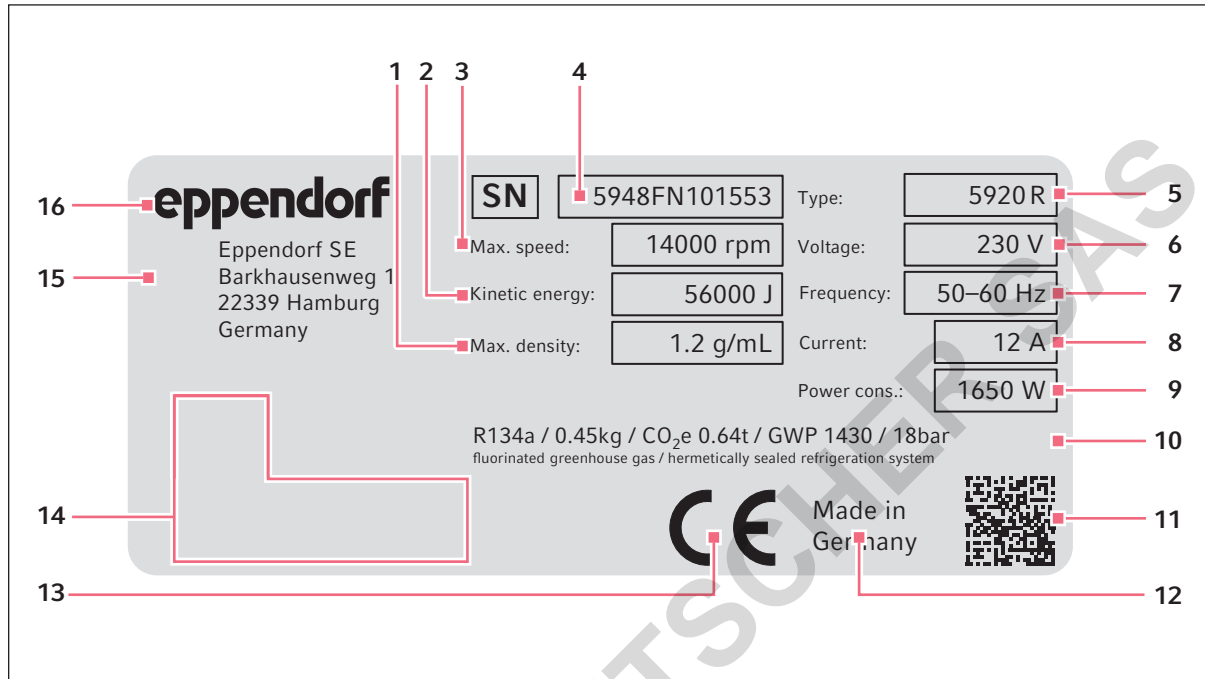 1 2 3 4
16 eppendorf
SN 5948FN101553 Type: 5920 R 5
Max. speed: 14000 rpm Voltage: 230 V 6
15 Eppendorf SE
Barkhausenweg 1
22339 Hamburg
Germany
Kinetic energy: 56000 J Frequency: 50–60 Hz 7
Max. density: 1.2 g/mL Current: 12 A 8
Power cons.: 1650 W 9
R134a / 0.45kg / CO₂e 0.64t / GWP 1430 / 18bar 10
fluorinated greenhouse gas / hermetically sealed refrigeration system
14
CE
Made in
Germany
11
13
12
TSCHER SAS